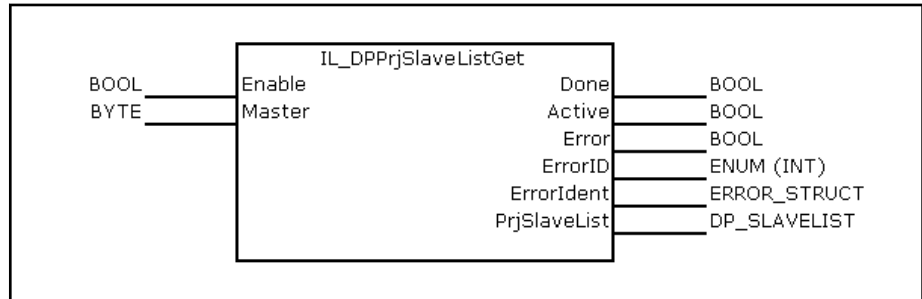 IL_DPPrjSlaveListGet
BOOL Enable Done BOOL
BYTE Master Active BOOL
Error BOOL
ErrorID ENUM (INT)
ErrorIdent ERROR_STRUCT
PrjSlaveList DP_SLAVELIST